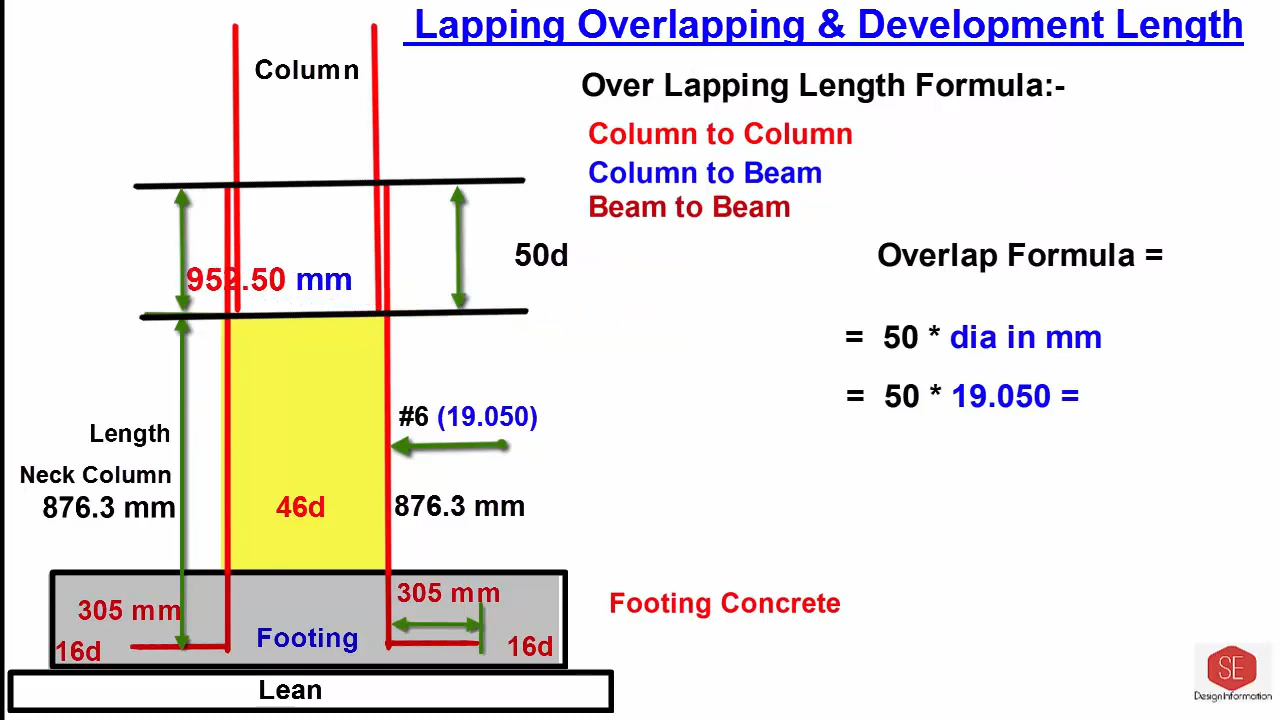 Lapping Overlapping & Development Length
Column
Over Lapping Length Formula:-
Column to Column
Column to Beam
Beam to Beam
50d
Overlap Formula =
952.50 mm
= 50 * dia in mm
= 50 * 19.050 =
#6 (19.050)
Length
Neck Column
876.3 mm
46d
876.3 mm
305 mm
305 mm
Footing Concrete
16d
Footing
16d
Lean
SE
Design Information